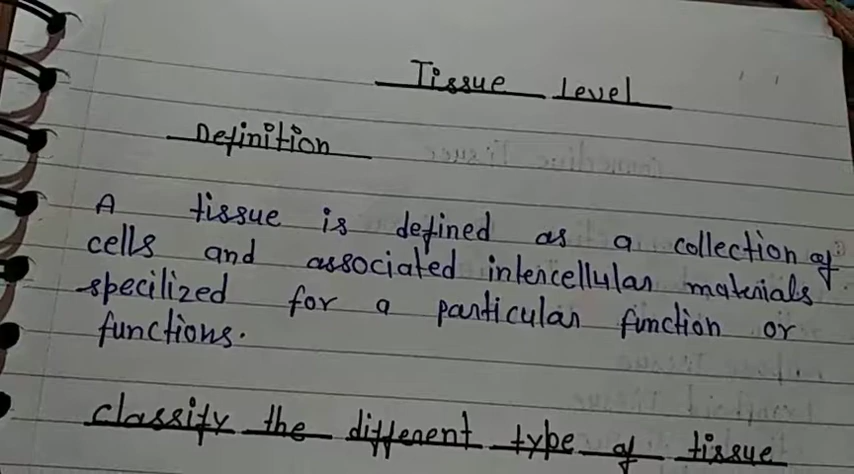 Tissue Level
Definition
A tissue is defined as a collection of
cells and associated intercellular materials
specilized for a particular function or
functions.
classify the different type of tissue